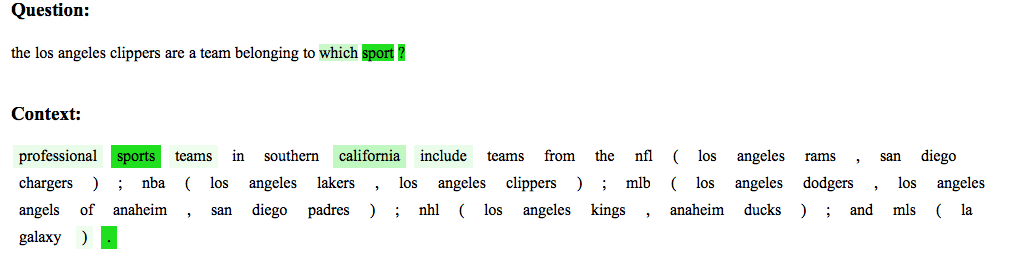 Question:
the los angeles clippers are a team belonging to which sport ?
Context:
professional sports teams in southern california include teams from the nfl ( los angeles rams , san diego
chargers ) ; nba ( los angeles lakers , los angeles clippers ) ; mlb ( los angeles dodgers , los angeles
angels of anaheim , san diego padres ) ; nhl ( los angeles kings , anaheim ducks ) ; and mls ( la
galaxy ) .